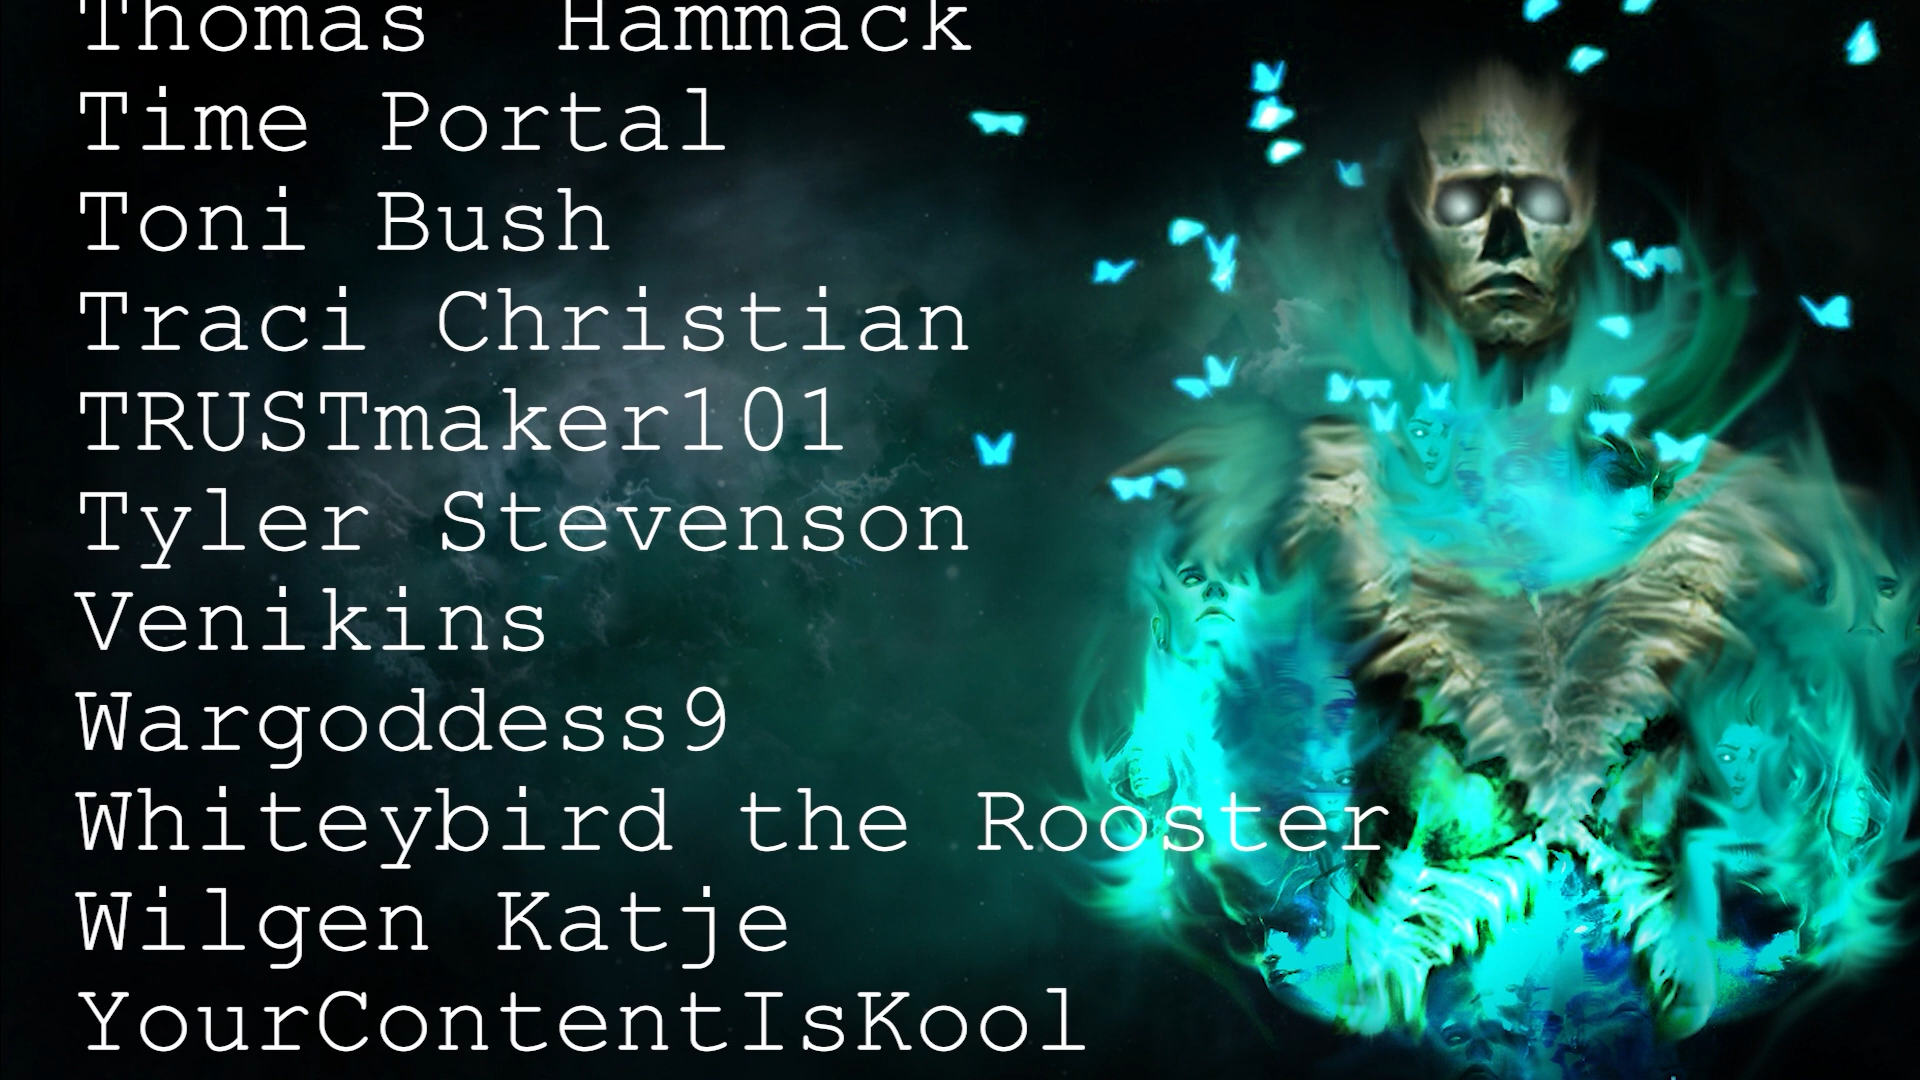 Thomas  Hammack
Time Portal
Toni Bush
Traci Christian
TRUSTmaker101
Tyler Stevenson
Venikins
Wargoddess9
Whiteybird the Rooster
Wilgen Katje
YourContentIsKool